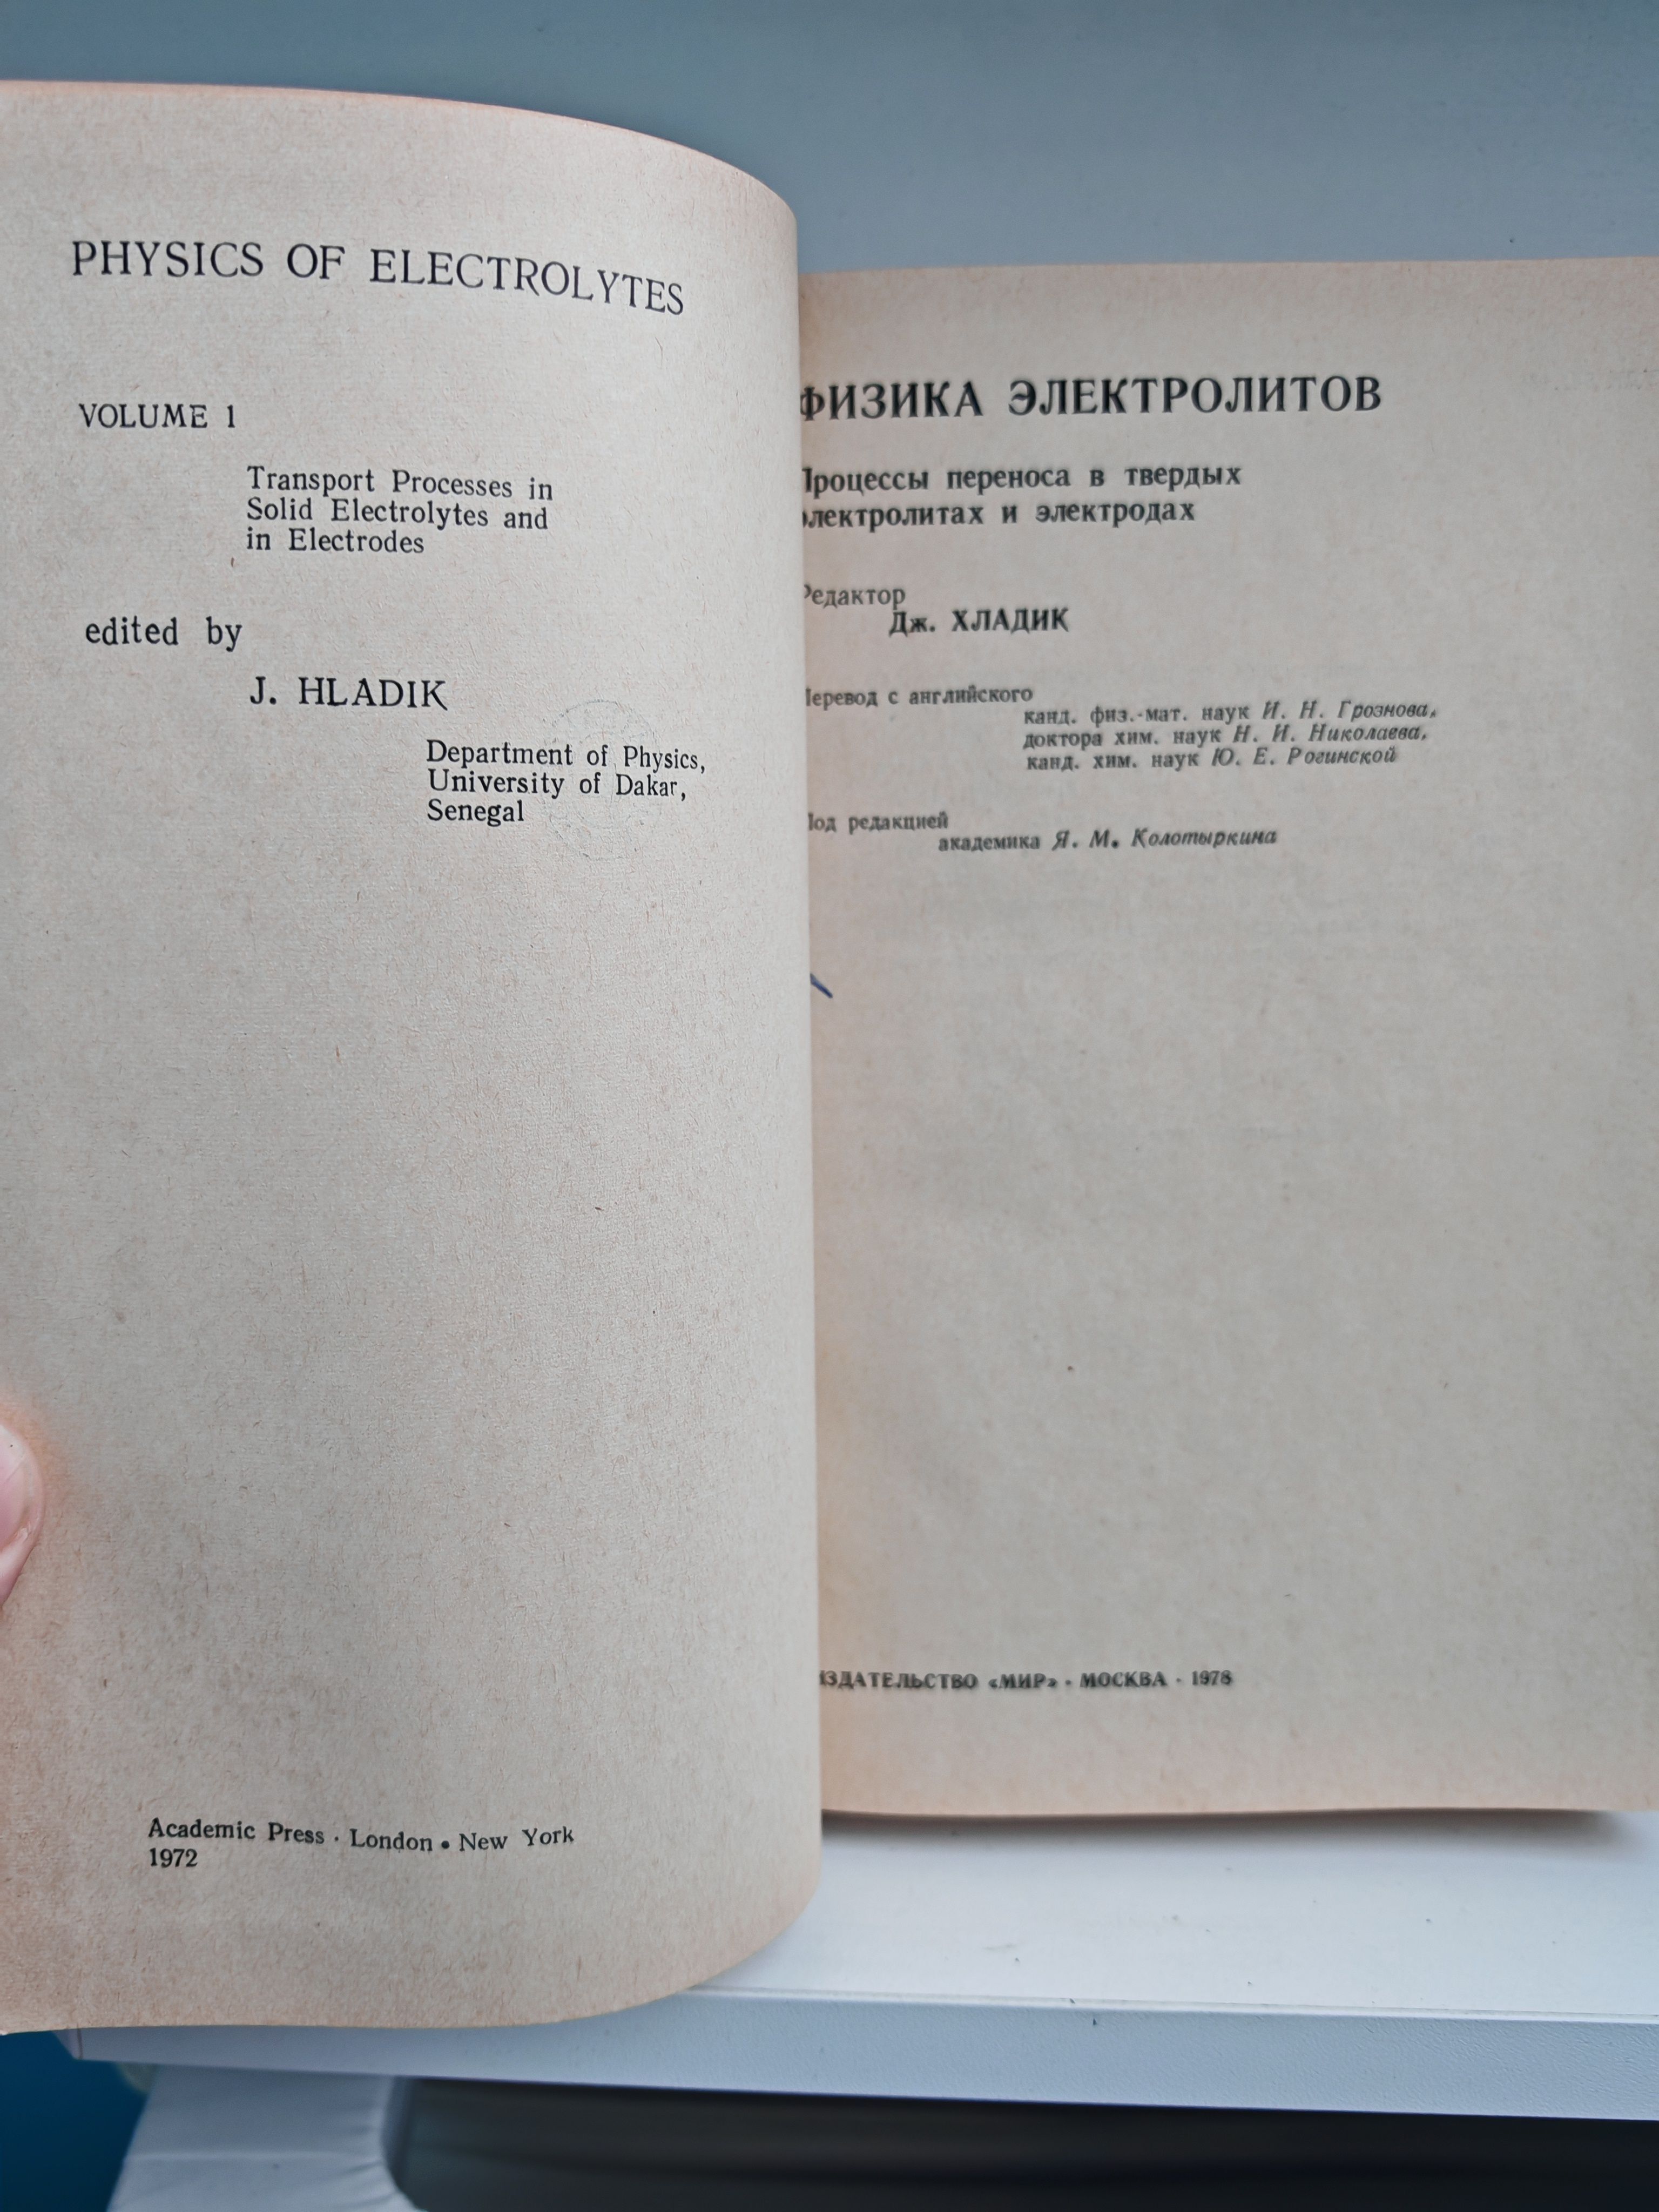 PHYSICS OF ELECTROLYTES
VOLUME 1
Transport Processes in
Solid Electrolytes and
in Electrodes
edited by
J. HLADIK
Department of Physics,
University of Dakar,
Senegal
Academic Press · London • New York
1972
ФИЗИКА ЭЛЕКТРОЛИТОВ
Процессы переноса в твердых
электролитах и электродах
Редактор
Дж. ХЛАДИК
Перевод с английского
канд. физ.-мат. наук И. Н. Грознова,
доктора хим. наук Н. И. Николаева,
канд. хим. наук Ю. Е. Рогинской
Под редакцией
академика Я. М. Колотыркина
ИЗДАТЕЛЬСТВО «МИР» · МОСКВА · 1978